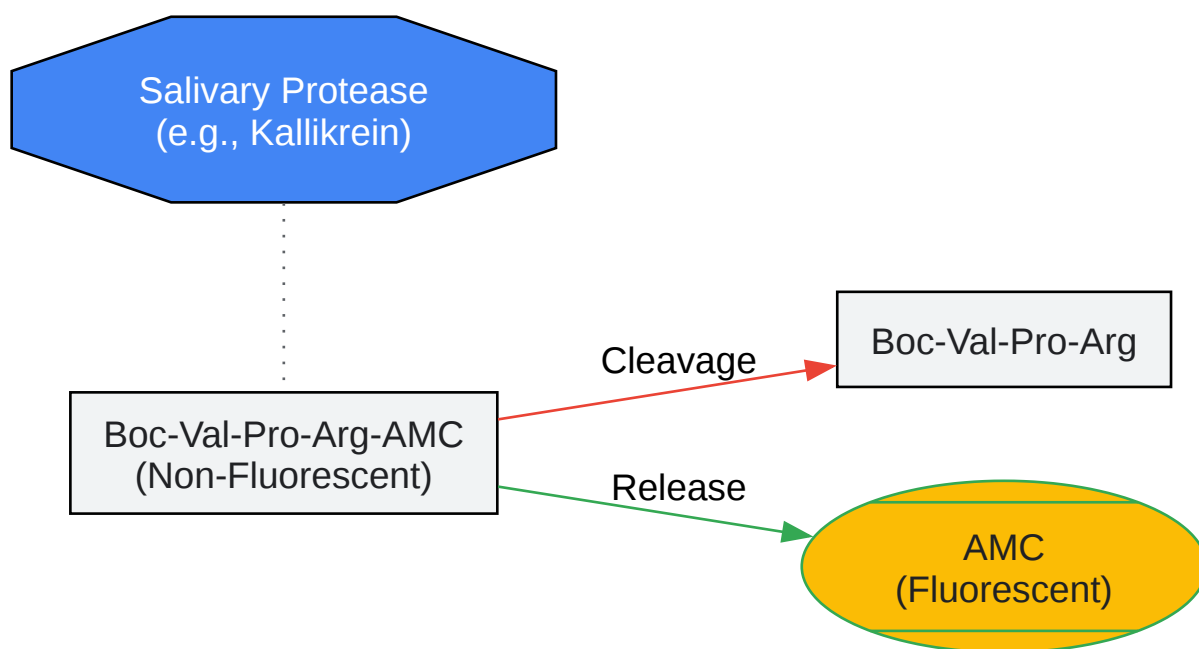 Salivary Protease
(e.g., Kallikrein)
Boc-Val-Pro-Arg
Cleavage
Boc-Val-Pro-Arg-AMC
(Non-Fluorescent)
Release
AMC
(Fluorescent)